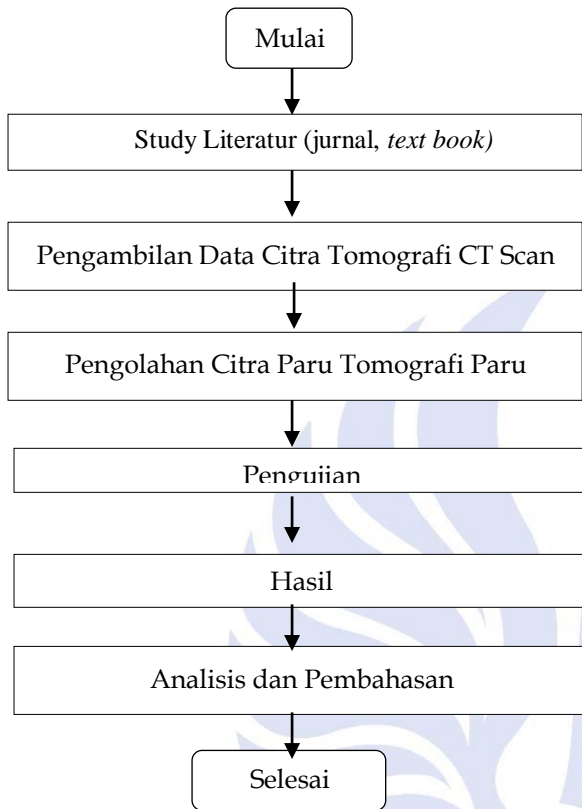 Mulai
Study Literatur (jurnal, text book)
Pengambilan Data Citra Tomografi CT Scan
Pengolahan Citra Paru Tomografi Paru
Pengujian
Hasil
Analisis dan Pembahasan
Selesai